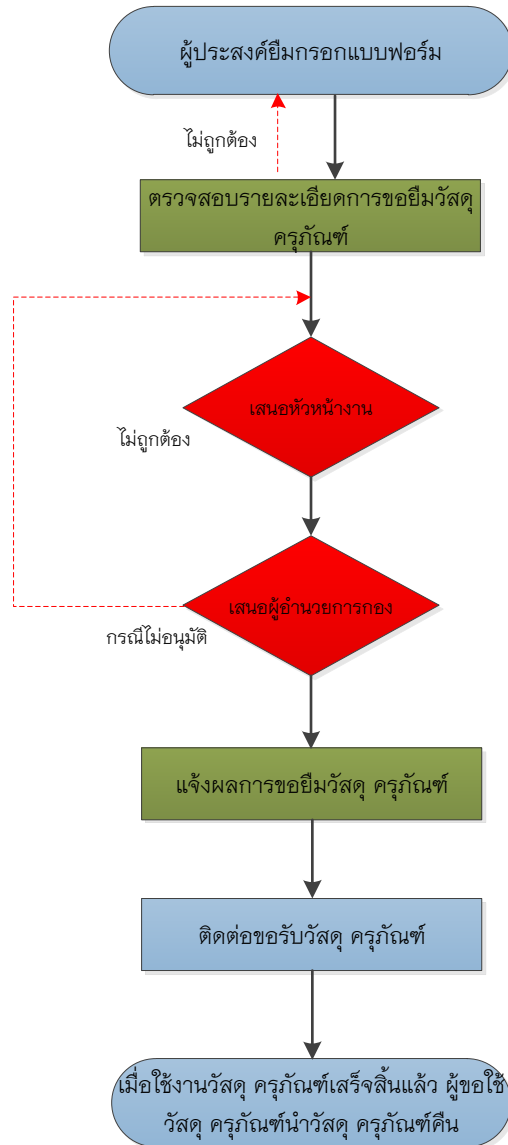 ผู้ประสงค์ยืมกรอกแบบฟอร์ม
ไม่ถูกต้อง
ตรวจสอบรายละเอียดการขอยืมวัสดุ
ครุภัณฑ์
เสนอหัวหน้างาน
ไม่ถูกต้อง
เสนอผู้อำนวยการกอง
กรณีไม่อนุมัติ
แจ้งผลการขอยืมวัสดุ ครุภัณฑ์
ติดต่อขอรับวัสดุ ครุภัณฑ์
เมื่อใช้งานวัสดุ ครุภัณฑ์เสร็จสิ้นแล้ว ผู้ขอใช้
วัสดุ ครุภัณฑ์นำวัสดุ ครุภัณฑ์คืน